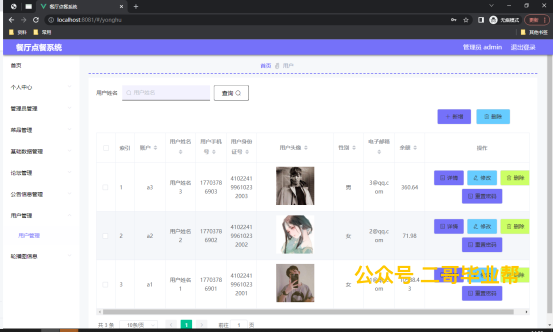 餐厅点餐系统
localhost:8081/#/yonghu
无痕模式
更新
资料 常用
其他书签
餐厅点餐系统 管理员 admin 退出登录
首页
个人中心
管理员管理
菜品管理
基础数据管理
论坛管理
公告信息管理
用户管理
用户管理
轮播图信息
首页 用户
用户姓名 用户姓名 查询
+ 新增 删除
索引 账户 用户姓名 用户手机号 用户身份证号 用户头像 性别 电子邮箱 余额 操作
1 a3 用户姓名3 17703786903 410224199610232003 男 3@qq.com 360.64 详情 修改 删除 重置密码
2 a2 用户姓名2 17703786902 410224199610232002 女 2@qq.com 71.98 详情 修改 删除 重置密码
3 a1 用户姓名1 17703786901 410224199610232001 女 删除 重置密码
公众号 二哥毕业帮
共 3 条 10条/页 1 前往 1 页